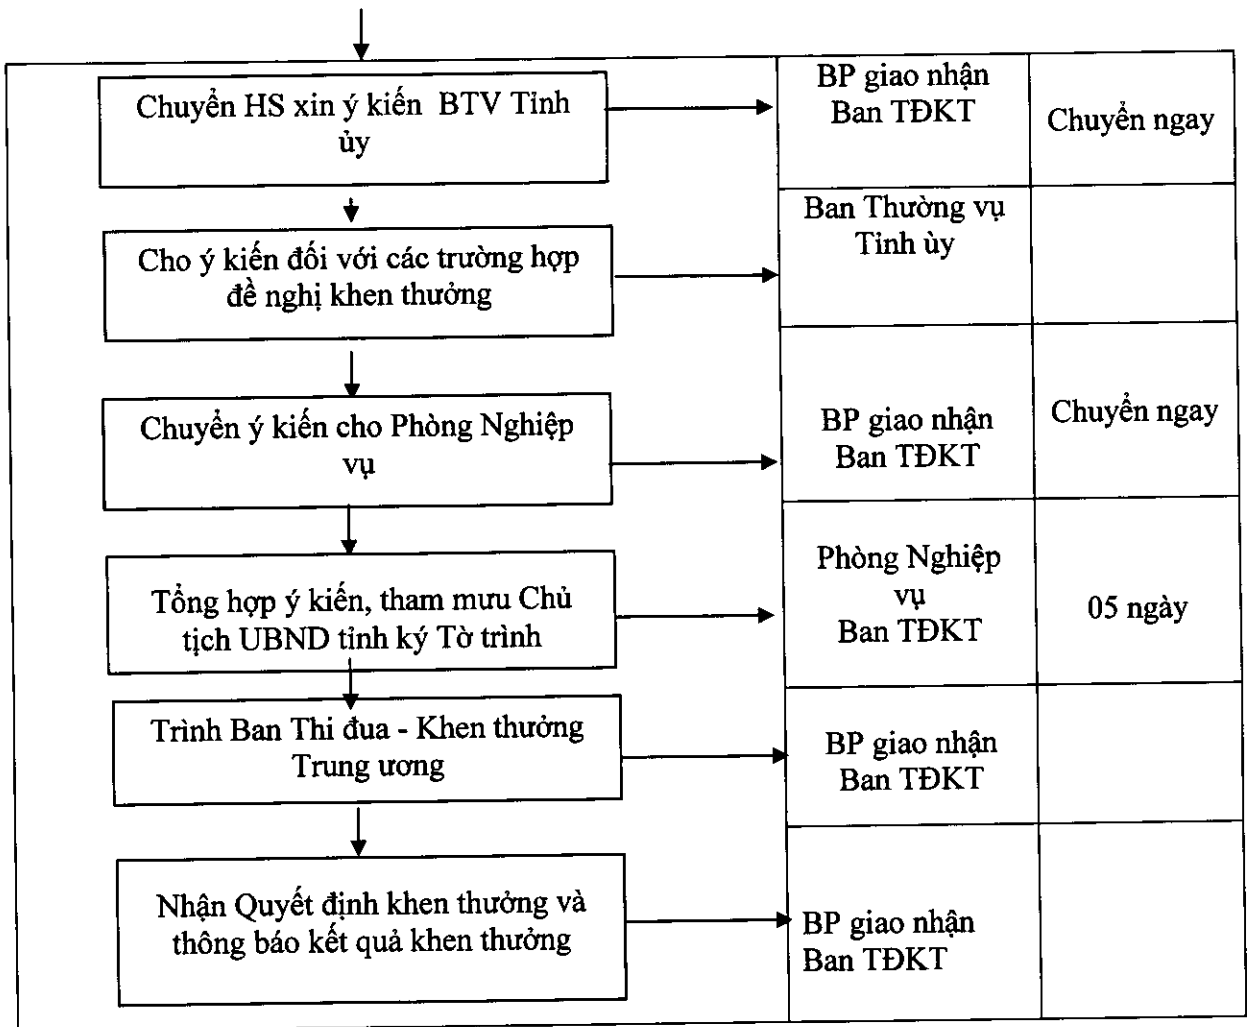 Chuyển HS xin ý kiến BTV Tỉnh
ủy
BP giao nhận
Ban TĐKT
Chuyển ngay
Cho ý kiến đối với các trường hợp
đề nghị khen thưởng
Ban Thường vụ
Tỉnh ùy
Chuyển ý kiến cho Phòng Nghiệp
vụ
BP giao nhận
Ban TĐKT
Chuyển ngay
Tổng hợp ý kiến, tham mưu Chủ
tịch UBND tỉnh ký Tờ trình
Phòng Nghiệp
vụ
Ban TĐKT
05 ngày
Trình Ban Thi đua - Khen thưởng
Trung ương
BP giao nhận
Ban TĐKT
Nhận Quyết định khen thưởng và
thông báo kết quả khen thưởng
BP giao nhận
Ban TĐKT